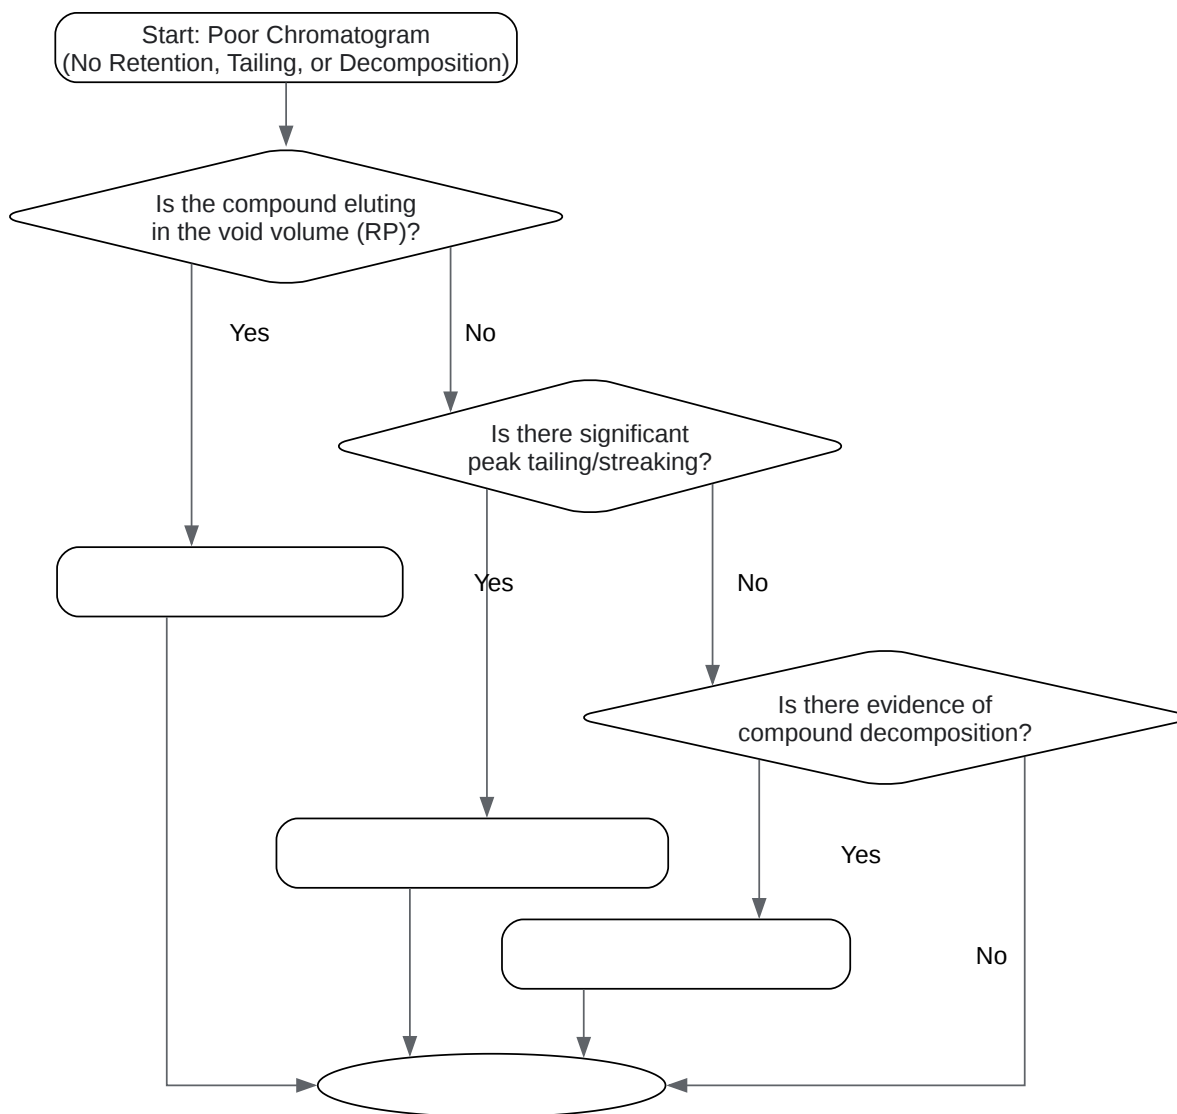 Start: Poor Chromatogram
(No Retention, Tailing, or Decomposition)
Is the compound eluting
in the void volume (RP)?
Yes
No
Is there significant
peak tailing/streaking?
Yes
No
Is there evidence of
compound decomposition?
Yes
No